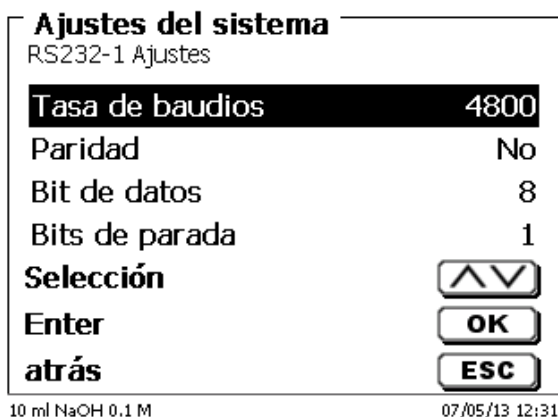 Ajustes del sistema
RS232-1 Ajustes
Tasa de baudios 4800
Paridad No
Bit de datos 8
Bits de parada 1
Selección
Enter OK
atrás ESC
10 ml NaOH 0.1 M 07/05/13 12:31